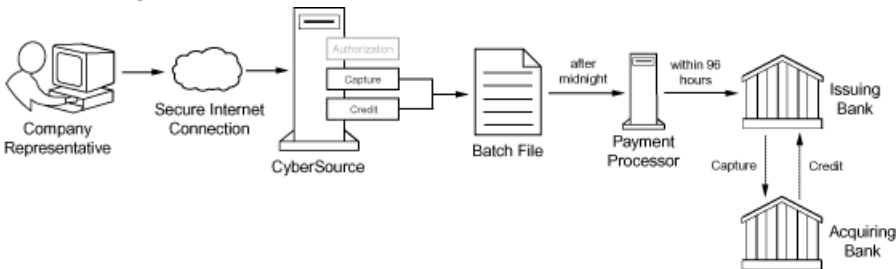 Company
Representative
Secure Internet
Connection
Authorization
Capture
Credit
CyberSource
Batch File
after
midnight
Payment
Processor
within 96
hours
Issuing
Bank
Capture
Credit
Acquiring
Bank